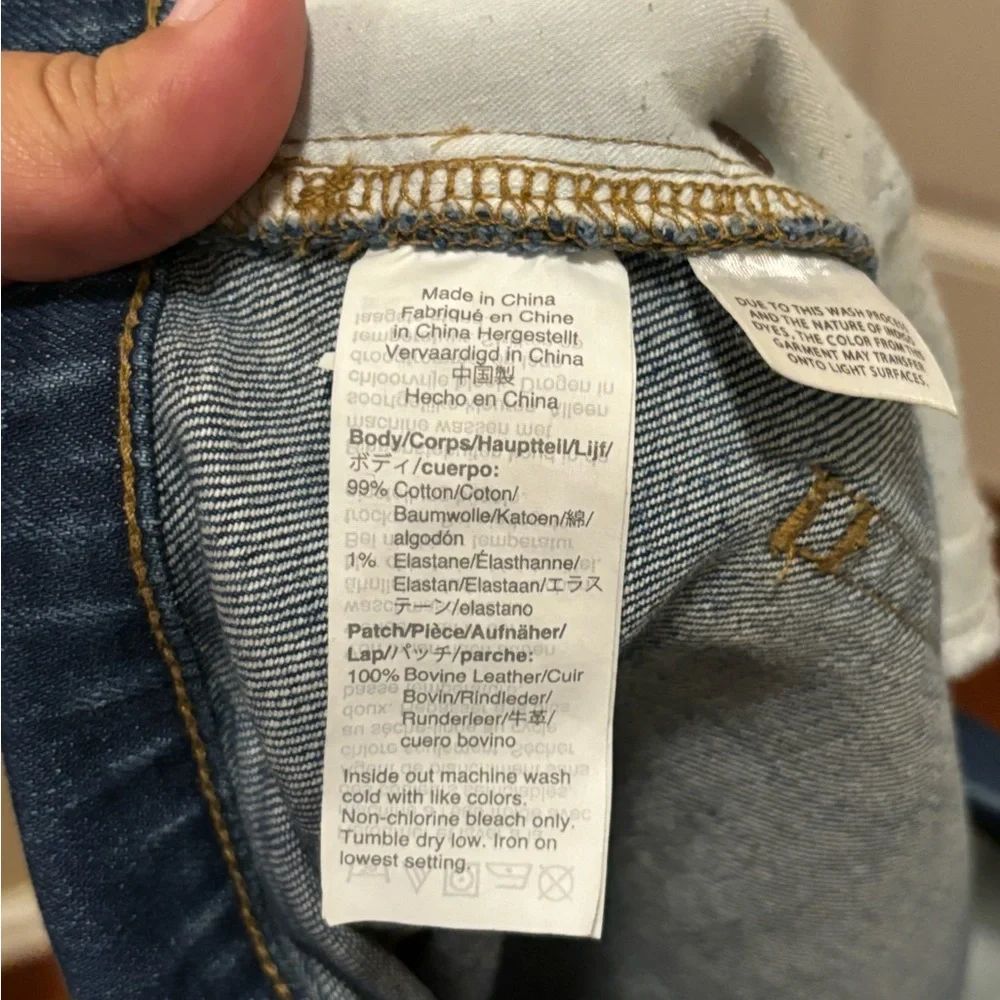 Made in China
Fabriqué en Chine
in China Hergestellt
Vervaardigd in China
中国製
Hecho en China
Body/Corps/Hauptteil/Lijf/
ボディ/cuerpo:
99% Cotton/Coton/
Baumwolle/Katoen/綿/
algodón
1% Elastane/Élasthanne/
Elastan/Elastaan/エラス
テーン/elastano
Patch/Pièce/Aufnäher/
Lap/パッチ/parche:
100% Bovine Leather/Cuir
Bovin/Rindleder/
Runderleer/牛革/
cuero bovino
Inside out machine wash
cold with like colors.
Non-chlorine bleach only.
Tumble dry low. Iron on
lowest setting.
DUE TO THIS WASH PROCESS
AND THE NATURE OF INDIGO
DYES, THE COLOR FROM THIS
GARMENT MAY TRANSFER
ONTO LIGHT SURFACES.